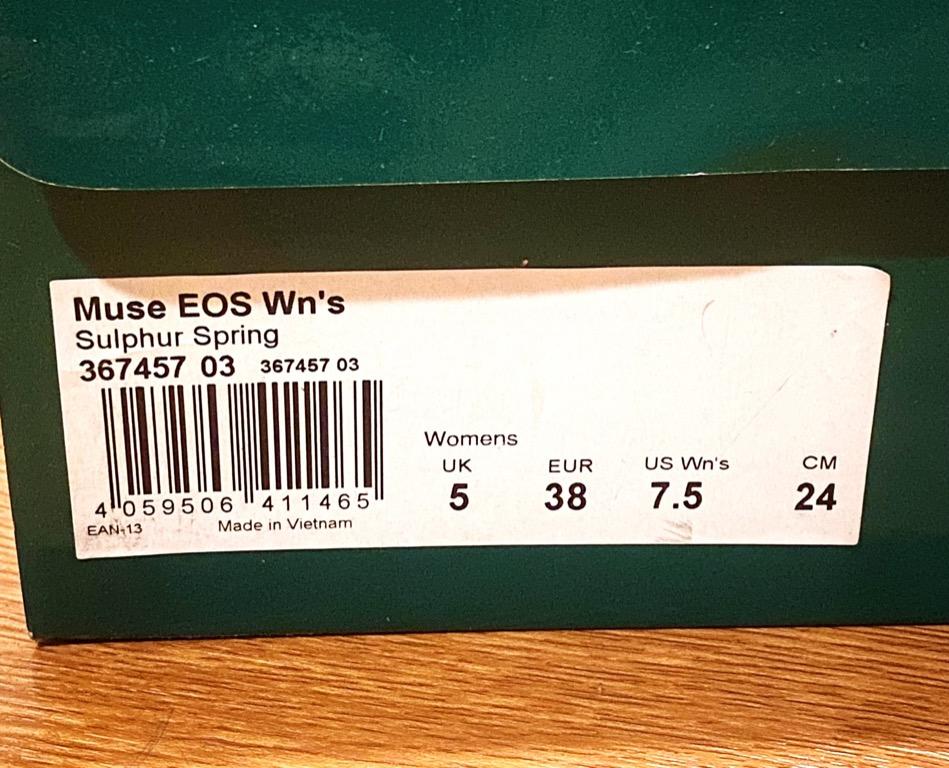 Muse EOS Wn's
Sulphur Spring
367457 03 367457 03
Womens
UK EUR US Wn's CM
5 38 7.5 24
4 059506 411465
EAN-13 Made in Vietnam